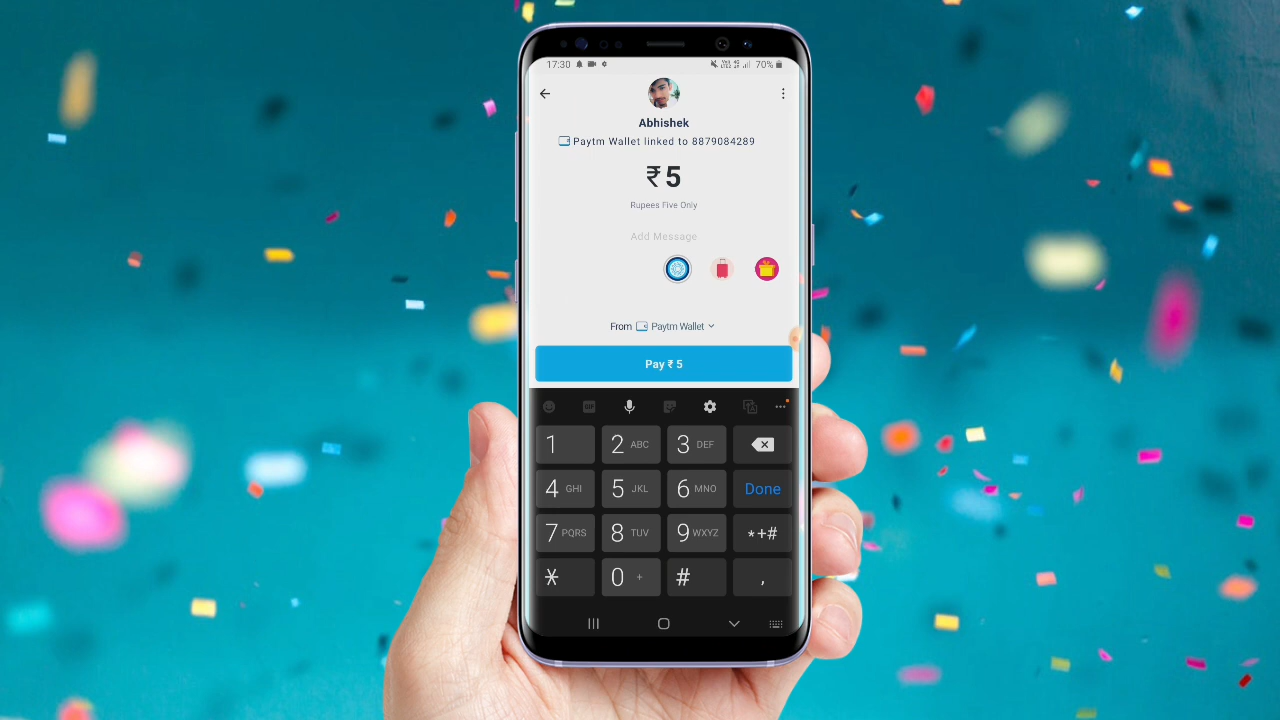 17:30 70%
Abhishek
Paytm Wallet linked to 8879084289
₹5
Rupees Five Only
Add Message
From Paytm Wallet
Pay ₹ 5
GIF
1 2 ABC 3 DEF
4 GHI 5 JKL 6 MNO Done
7 PQRS 8 TUV 9 WXYZ *+#
* 0 + # ,